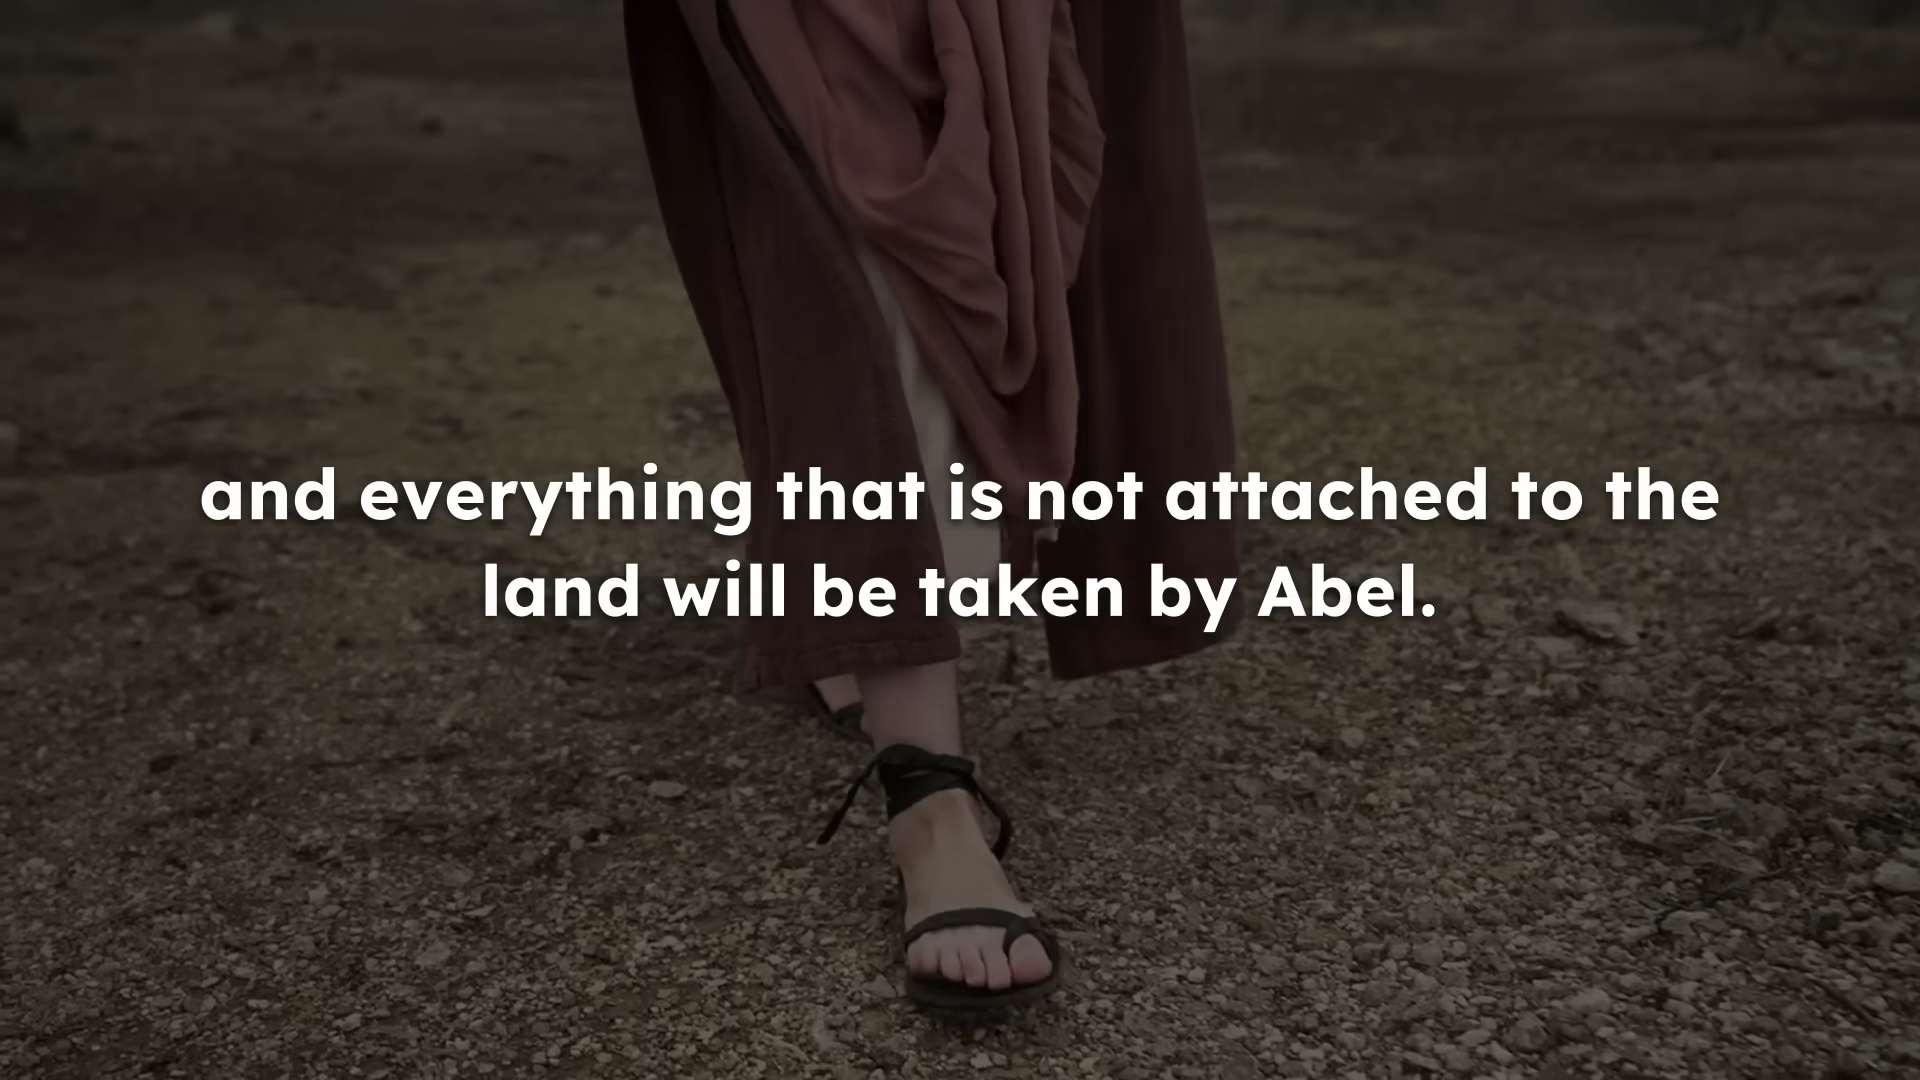 and everything that is not attached to the
land will be taken by Abel.